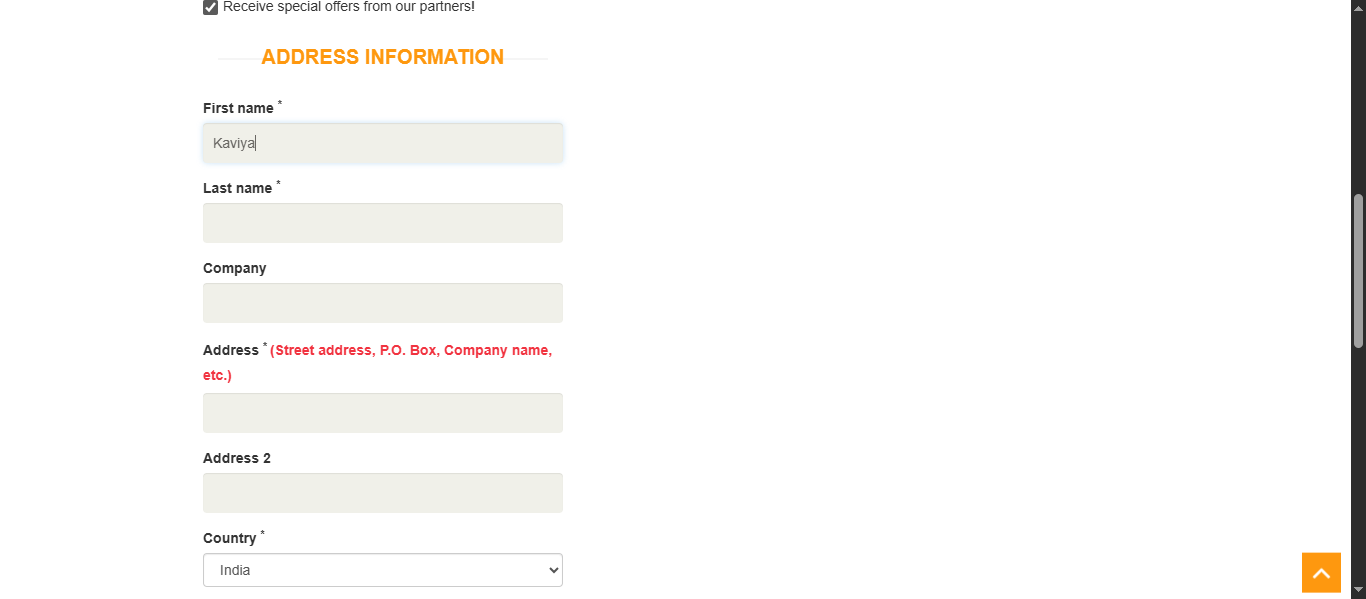 Receive special offers from our partners!
ADDRESS INFORMATION
First name *
Kaviya
Last name *
Company
Address * (Street address, P.O. Box, Company name,
etc.)
Address 2
Country *
India